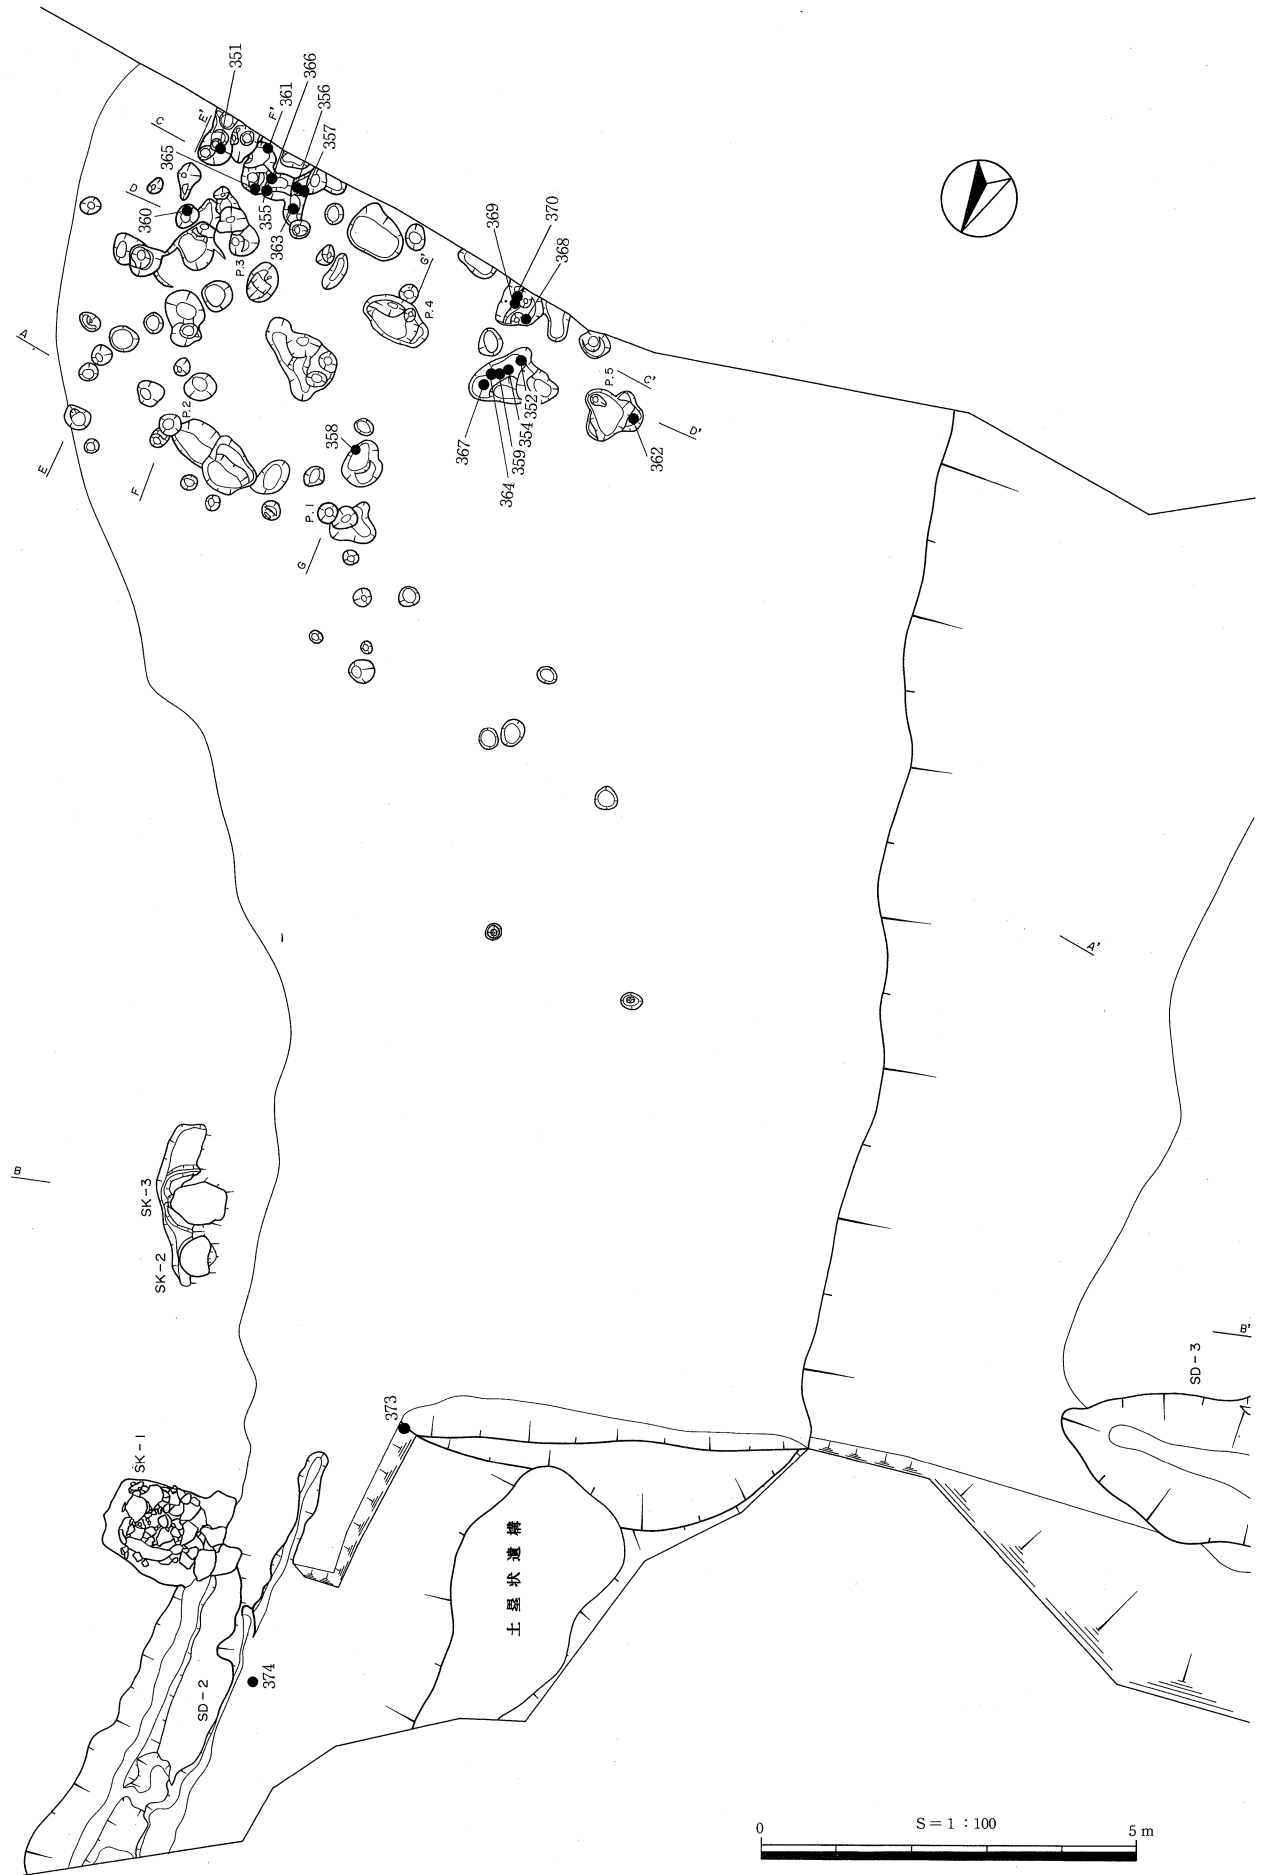 351
366
361
356
357
F'
E'
C
365
D
360
355
363
P.3
G'
P.4
369
370
368
A
P.5
C'
D'
P.2
E
F
358
352
354
359
364
367
362
P.1
G
A'
B
SK-3
SK-2
B'
SD-3
373
SK-1
土塁状遺構
SD-2
374
S=1:100
0
5 m